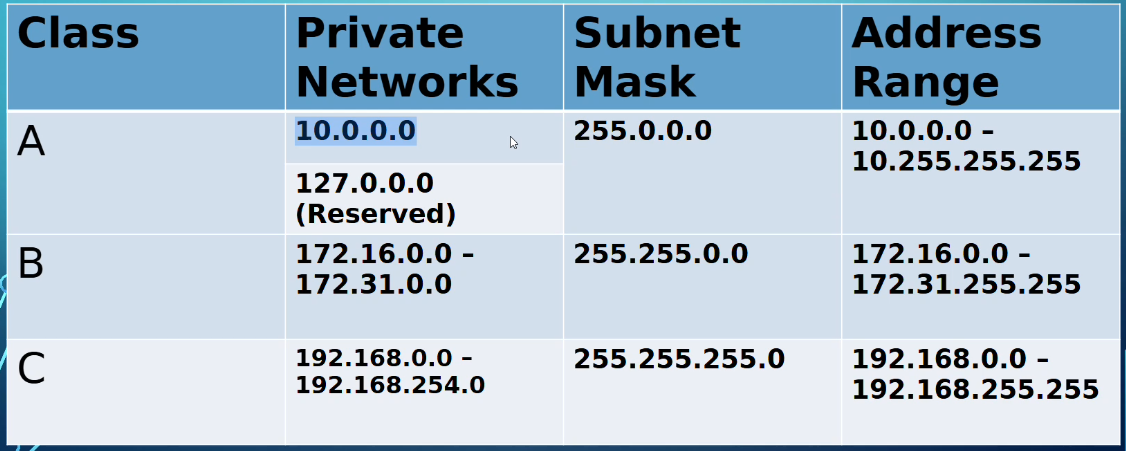 Class
Private
Networks
Subnet
Mask
Address
Range
A
10.0.0.0
127.0.0.0
(Reserved)
255.0.0.0
10.0.0.0 –
10.255.255.255
B
172.16.0.0 –
172.31.0.0
255.255.0.0
172.16.0.0 –
172.31.255.255
C
192.168.0.0 –
192.168.254.0
255.255.255.0
192.168.0.0 –
192.168.255.255